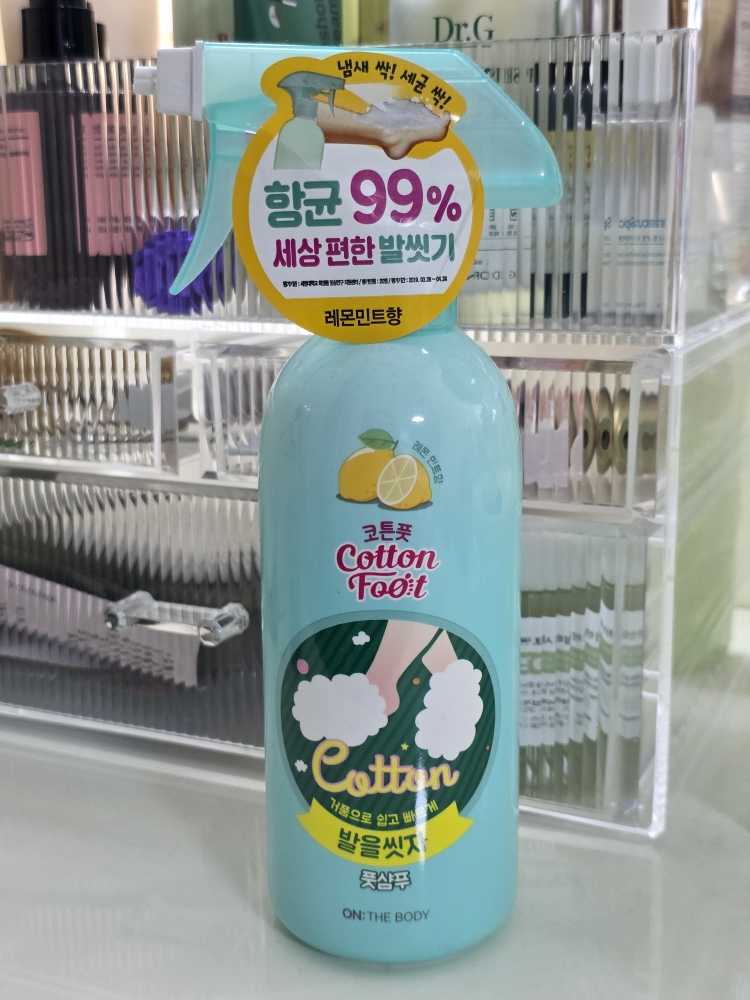 Dr.G
냄새 싹! 세균 싹!
항균 99%
세상 편한 발씻기
레몬민트향
레몬 민트향
코튼풋
Cotton
Foot
Cotton
거품으로 쉽고 빠르게
발을씻자
풋샴푸
ON: THE BODY